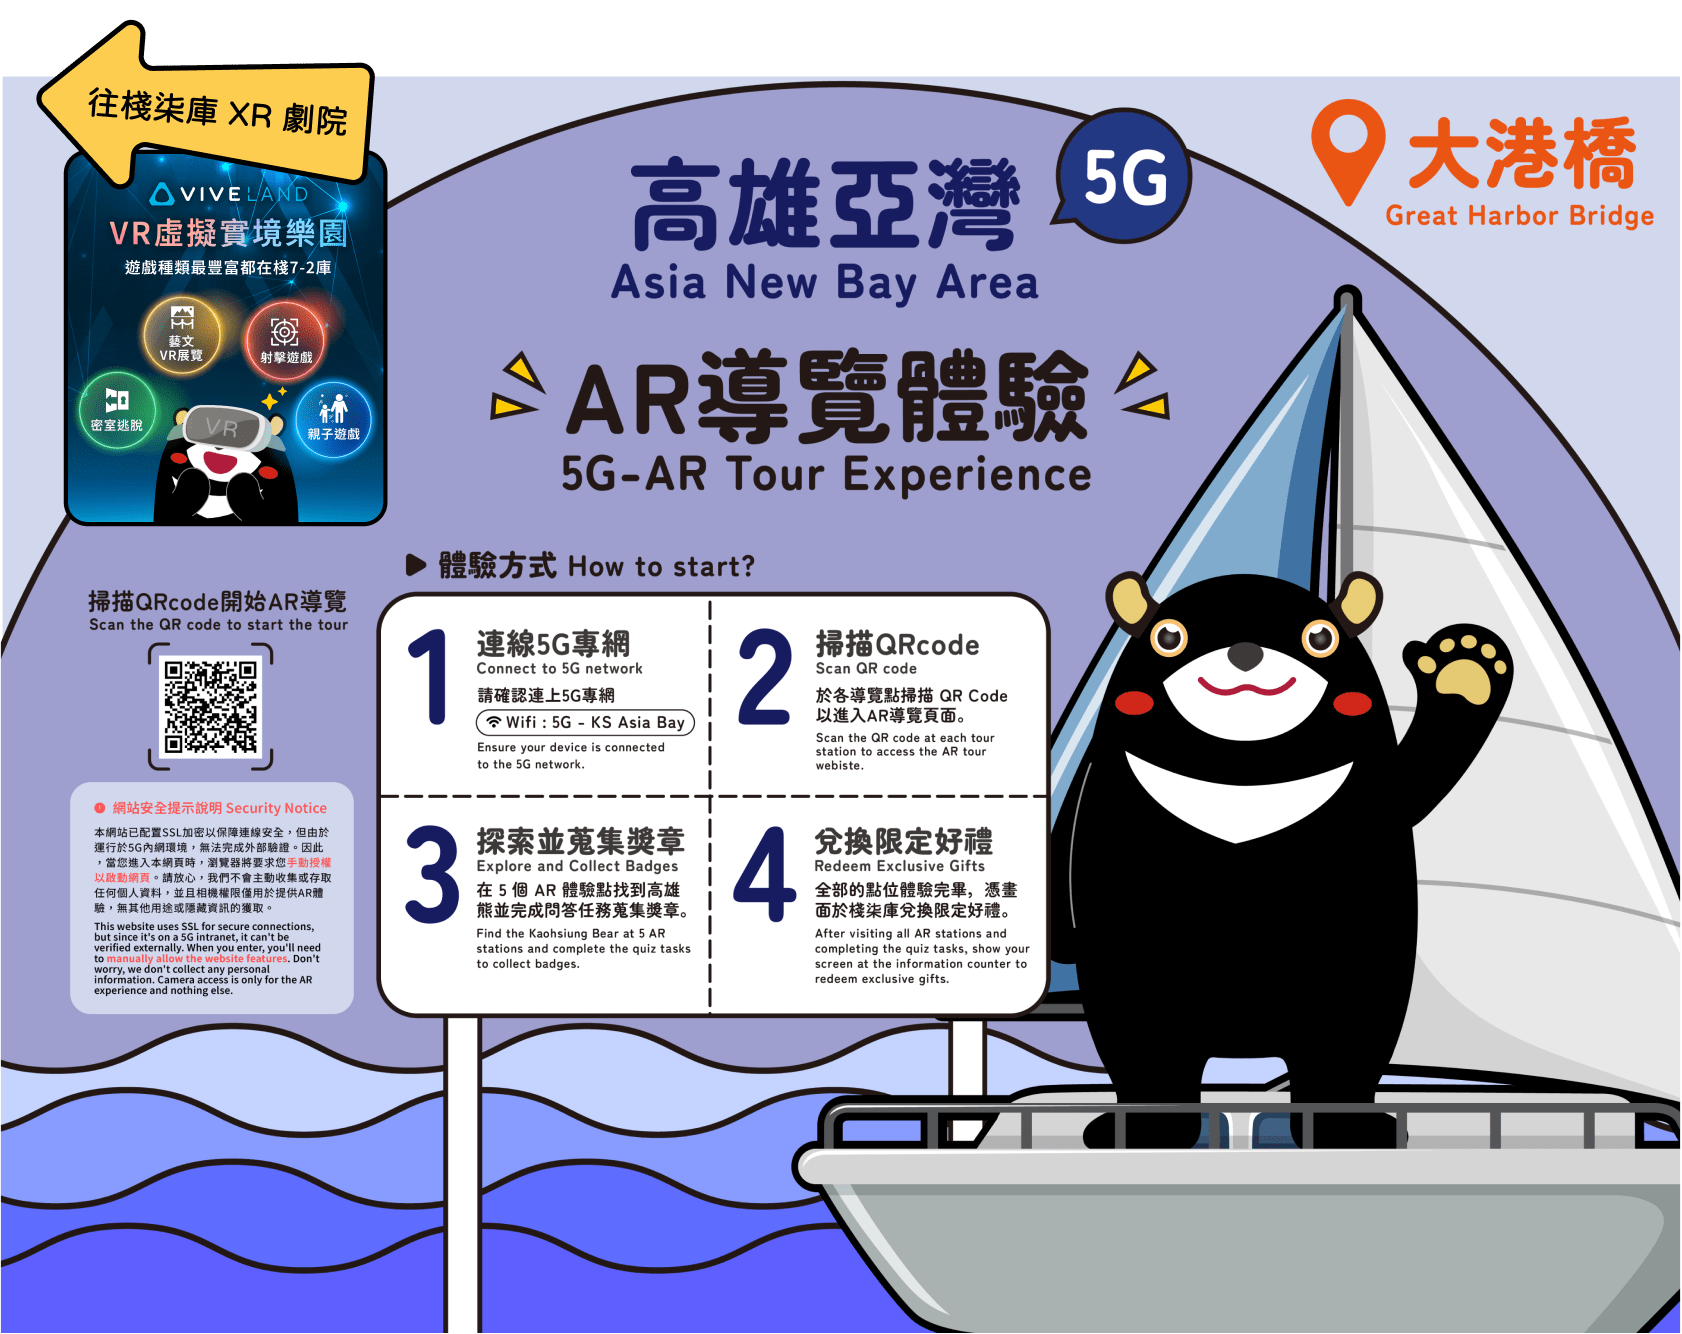 往棧柒庫 XR 劇院
VIVELAND
VR虛擬實境樂園
遊戲種類最豐富都在棧7-2庫
藝文
VR展覽
射擊遊戲
密室逃脫
VR
親子遊戲
高雄亞灣
5G
Asia New Bay Area
大港橋
Great Harbor Bridge
AR導覽體驗
5G-AR Tour Experience
掃描QRcode開始AR導覽
Scan the QR code to start the tour
網站安全提示說明 Security Notice
本網站已配置SSL加密以保障連線安全，但由於
運行於5G內網環境，無法完成外部驗證。因此
，當您進入本網頁時，瀏覽器將要求您手動授權
以啟動網頁。請放心，我們不會主動收集或存取
任何個人資料，並且相機權限僅用於提供AR體
驗，無其他用途或隱藏資訊的獲取。
This website uses SSL for secure connections,
but since it's on a 5G intranet, it can't be
verified externally. When you enter, you'll need
to manually allow the website features. Don't
worry, we don't collect any personal
information. Camera access is only for the AR
experience and nothing else.
體驗方式 How to start?
1
連線5G專網
Connect to 5G network
請確認連上5G專網
Wifi : 5G - KS Asia Bay
Ensure your device is connected
to the 5G network.
2
掃描QRcode
Scan QR code
於各導覽點掃描 QR Code
以進入AR導覽頁面。
Scan the QR code at each tour
station to access the AR tour
webiste.
3
探索並蒐集獎章
Explore and Collect Badges
在 5 個 AR 體驗點找到高雄
熊並完成問答任務蒐集獎章。
Find the Kaohsiung Bear at 5 AR
stations and complete the quiz tasks
to collect badges.
4
兌換限定好禮
Redeem Exclusive Gifts
全部的點位體驗完畢，憑畫
面於棧柒庫兌換限定好禮。
After visiting all AR stations and
completing the quiz tasks, show your
screen at the information counter to
redeem exclusive gifts.